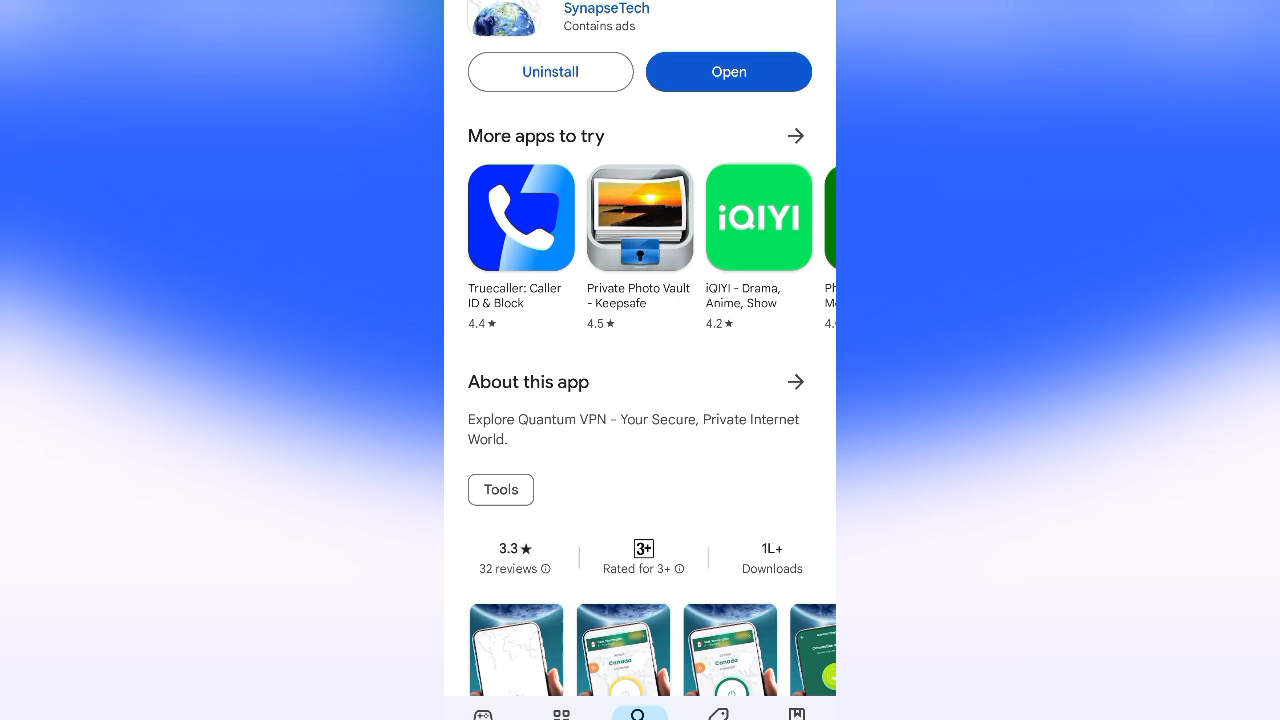 SynapseTech
Contains ads
Uninstall
Open
More apps to try
iQIYI
Truecaller: Caller
ID & Block
4.4★
Private Photo Vault
- Keepsafe
4.5★
iQIYI - Drama,
Anime, Show
4.2★
About this app
Explore Quantum VPN - Your Secure, Private Internet
World.
Tools
3.3★
32 reviews
3+
Rated for 3+
1L+
Downloads
Canada
Canada